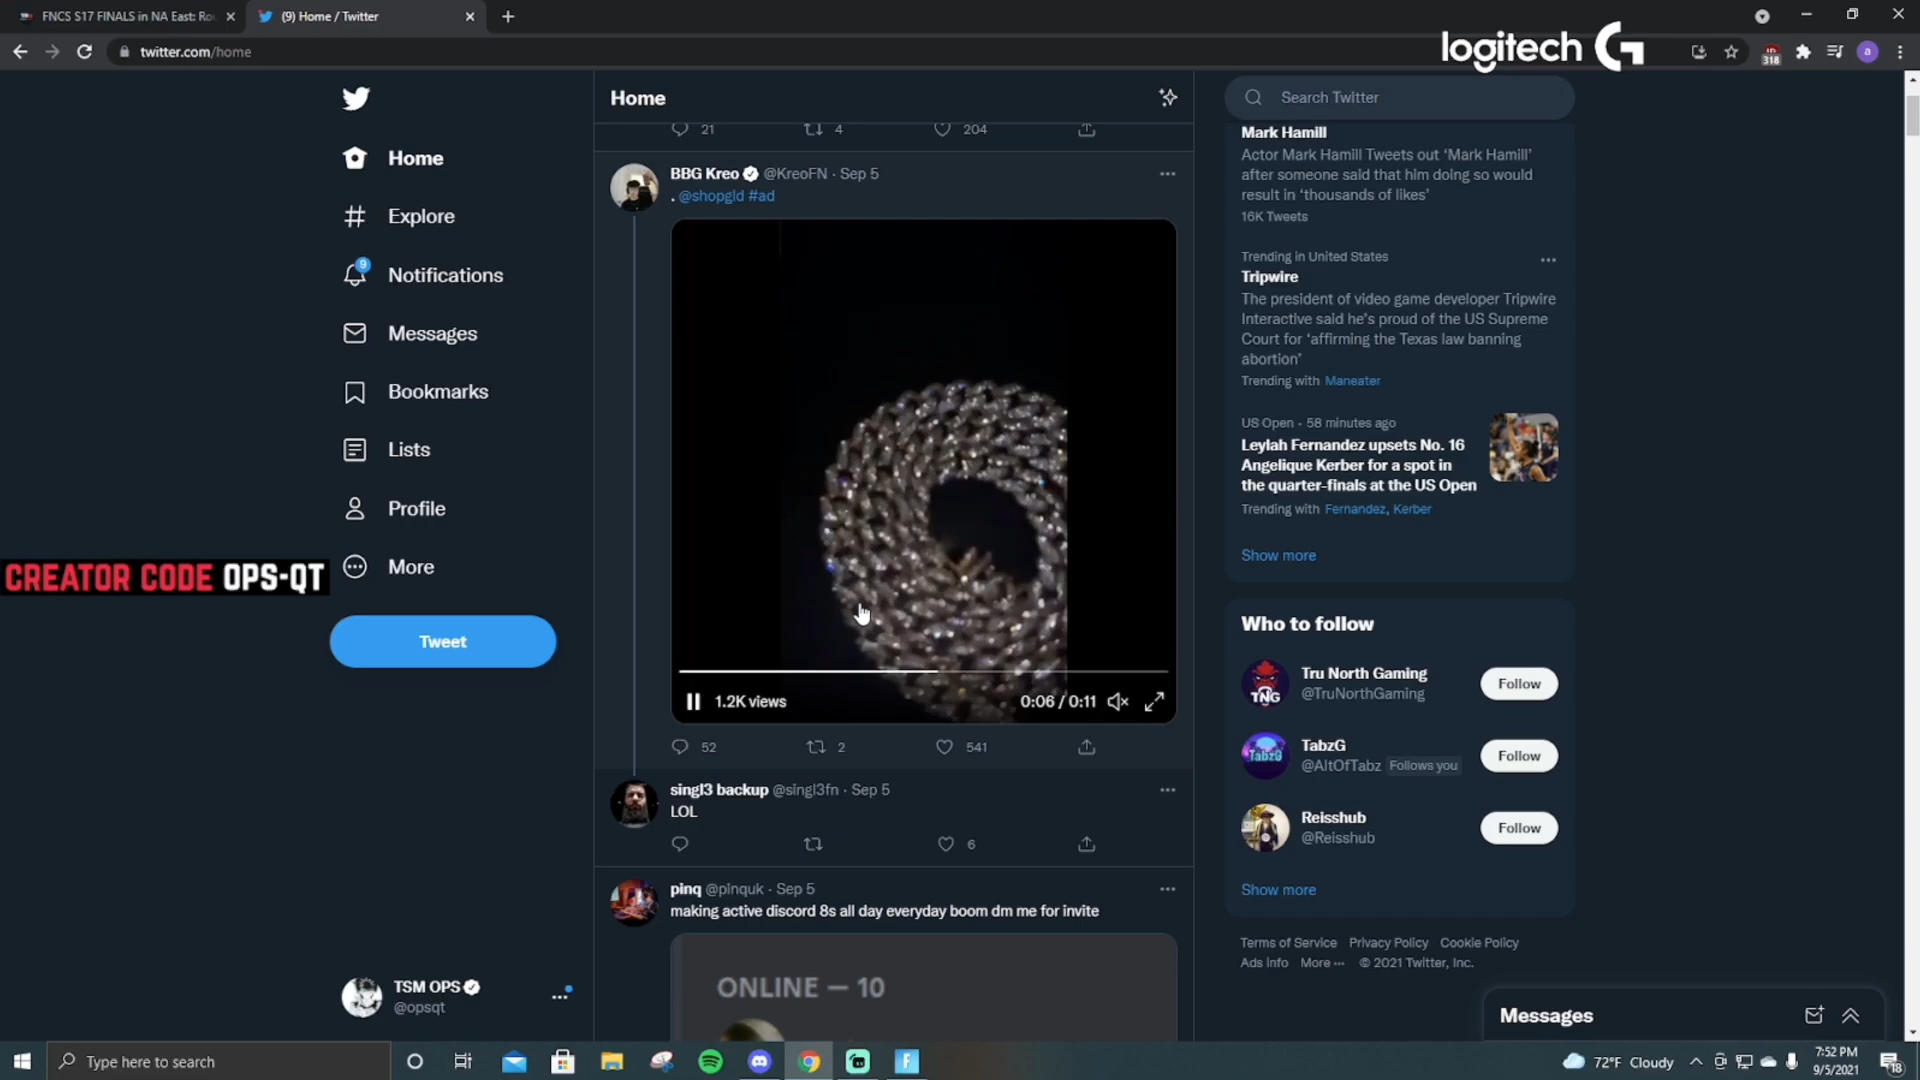 FNCS S17 FINALS in NA East: Ro
(9) Home / Twitter
twitter.com/home
logitech G
318
a
Home
Explore
9
Notifications
Messages
Bookmarks
Lists
Profile
More
Tweet
CREATOR CODE OPS-QT
TSM OPS
@opsqt
Home
21
4
204
BBG Kreo @KreoFN · Sep 5
. @shopgld #ad
1.2K views
0:06 / 0:11
52
2
541
singl3 backup @singl3fn · Sep 5
LOL
6
pinq @pinquk · Sep 5
making active discord 8s all day everyday boom dm me for invite
ONLINE — 10
Search Twitter
Mark Hamill
Actor Mark Hamill Tweets out ‘Mark Hamill’
after someone said that him doing so would
result in ‘thousands of likes’
16K Tweets
Trending in United States
Tripwire
The president of video game developer Tripwire
Interactive said he’s proud of the US Supreme
Court for ‘affirming the Texas law banning
abortion’
Trending with Maneater
US Open · 58 minutes ago
Leylah Fernandez upsets No. 16
Angelique Kerber for a spot in
the quarter-finals at the US Open
Trending with Fernandez, Kerber
Show more
Who to follow
TNG
Tru North Gaming
@TruNorthGaming
Follow
TabzG
TabzG
@AltOfTabz Follows you
Follow
Reisshub
@Reisshub
Follow
Show more
Terms of Service Privacy Policy Cookie Policy
Ads info More ··· © 2021 Twitter, Inc.
Messages
Type here to search
72°F Cloudy
7:52 PM
9/5/2021
18